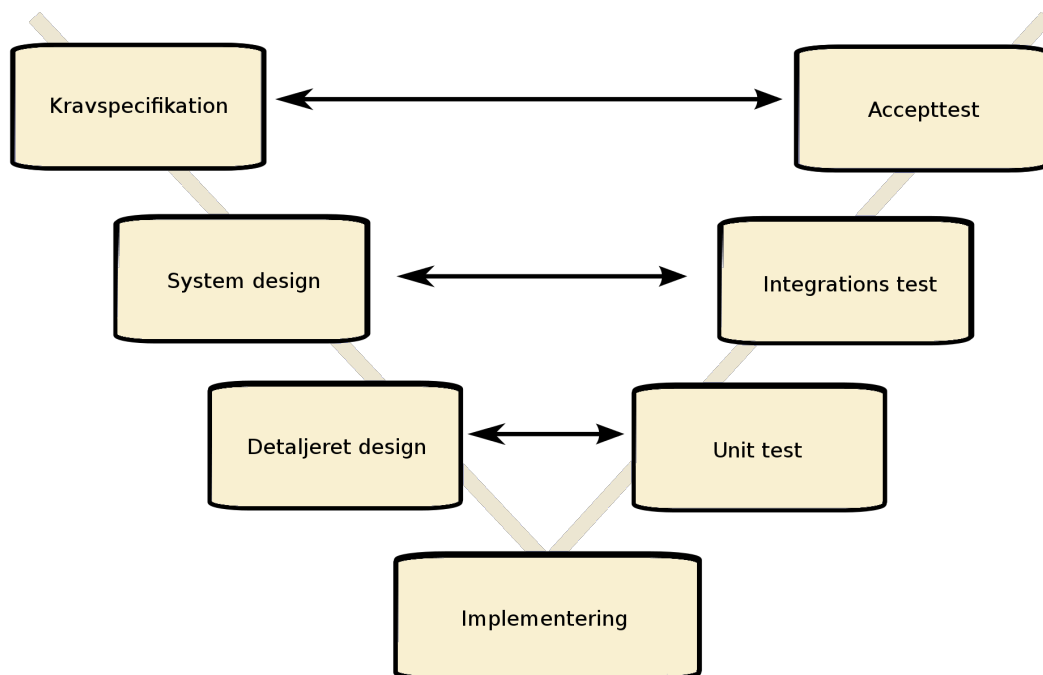 Kravspecifikation
Accepttest
System design
Integrations test
Detaljeret design
Unit test
Implementering